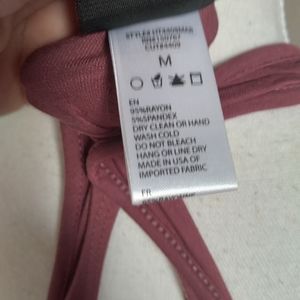 M
EN
95%RAYON
5%SPANDEX
DRY CLEAN OR HAND
WASH COLD
DO NOT BLEACH
HANG OR LINE DRY
MADE IN USA OF
IMPORTED FABRIC
FR